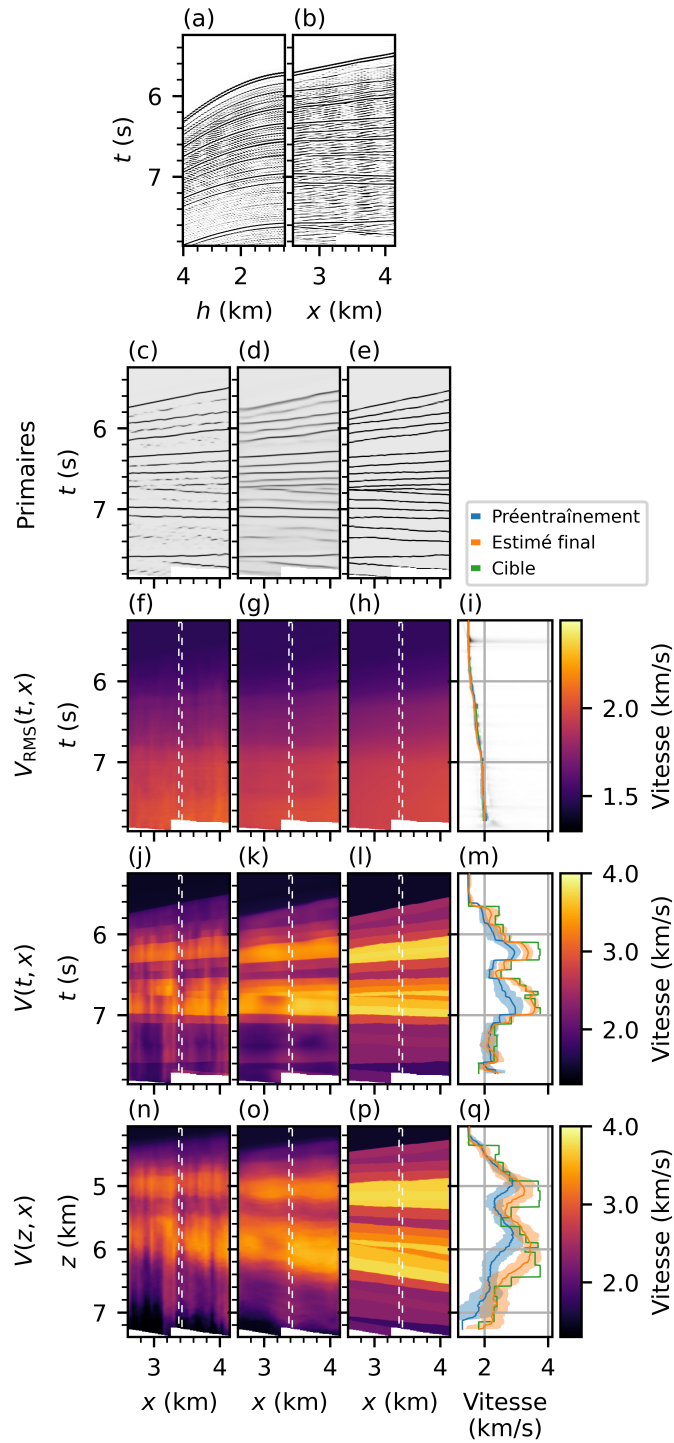 (a) (b)
t (s)
6
7
4 2 3 4
h (km) x (km)
(c) (d) (e)
Primaires
t (s)
6
7
Préentraînement
Estimé final
Cible
(f) (g) (h) (i)
V_RMS(t, x)
t (s)
6
7
2.0
1.5
Vitesse (km/s)
(j) (k) (l) (m)
V(t, x)
t (s)
6
7
4.0
3.0
2.0
Vitesse (km/s)
(n) (o) (p) (q)
V(z, x)
z (km)
5
6
7
4.0
3.0
2.0
Vitesse (km/s)
3 4 3 4 3 4 2 4
x (km) x (km) x (km) Vitesse
(km/s)